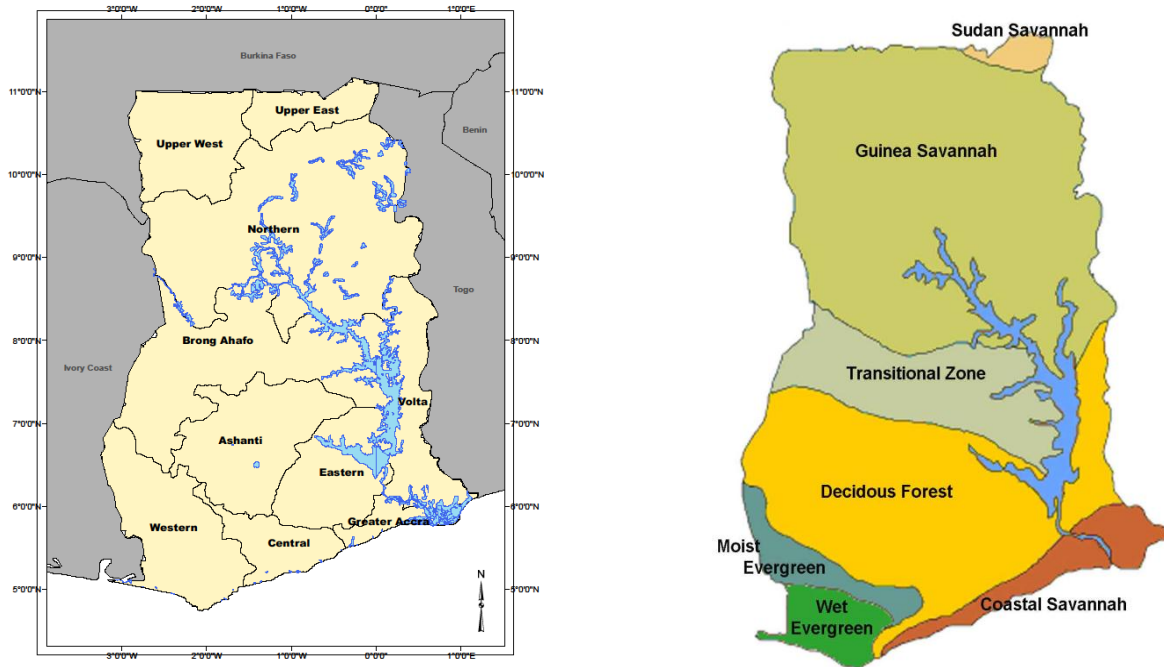 3°0'0"W
2°0'0"W
1°0'0"W
0°0'0"
1°0'0"E
Burkina Faso
11°0'0"N
11°0'0"N
Upper East
Upper West
Benin
10°0'0"N
10°0'0"N
Northern
9°0'0"N
9°0'0"N
Togo
8°0'0"N
8°0'0"N
Brong Ahafo
Ivory Coast
Volta
7°0'0"N
7°0'0"N
Ashanti
Eastern
6°0'0"N
6°0'0"N
Western
Greater Accra
Central
5°0'0"N
5°0'0"N
N
3°0'0"W
2°0'0"W
1°0'0"W
0°0'0"
1°0'0"E
Sudan Savannah
Guinea Savannah
Transitional Zone
Decidous Forest
Moist
Evergreen
Wet
Evergreen
Coastal Savannah